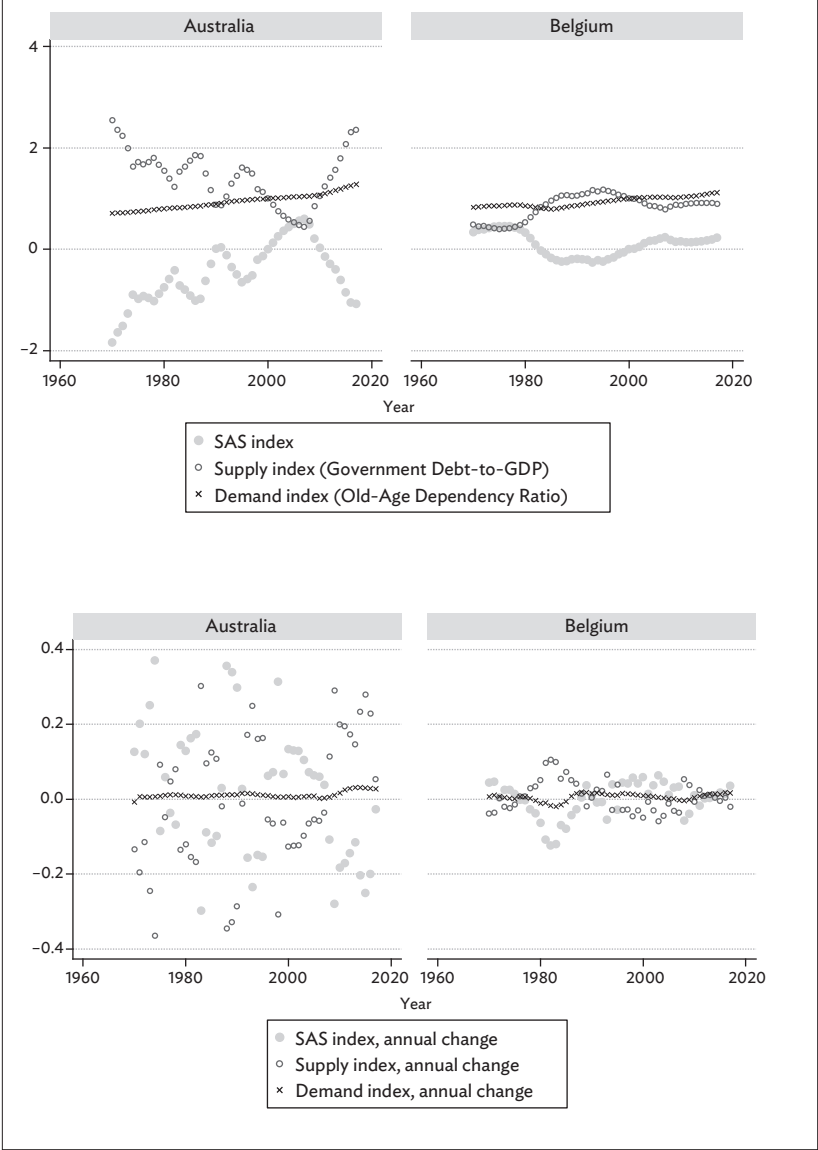 Australia Belgium
4
2
0
−2
1960 1980 2000 2020 1960 1980 2000 2020
Year
SAS index
Supply index (Government Debt-to-GDP)
Demand index (Old-Age Dependency Ratio)
Australia Belgium
0.4
0.2
0.0
−0.2
−0.4
1960 1980 2000 2020 1960 1980 2000 2020
Year
SAS index, annual change
Supply index, annual change
Demand index, annual change